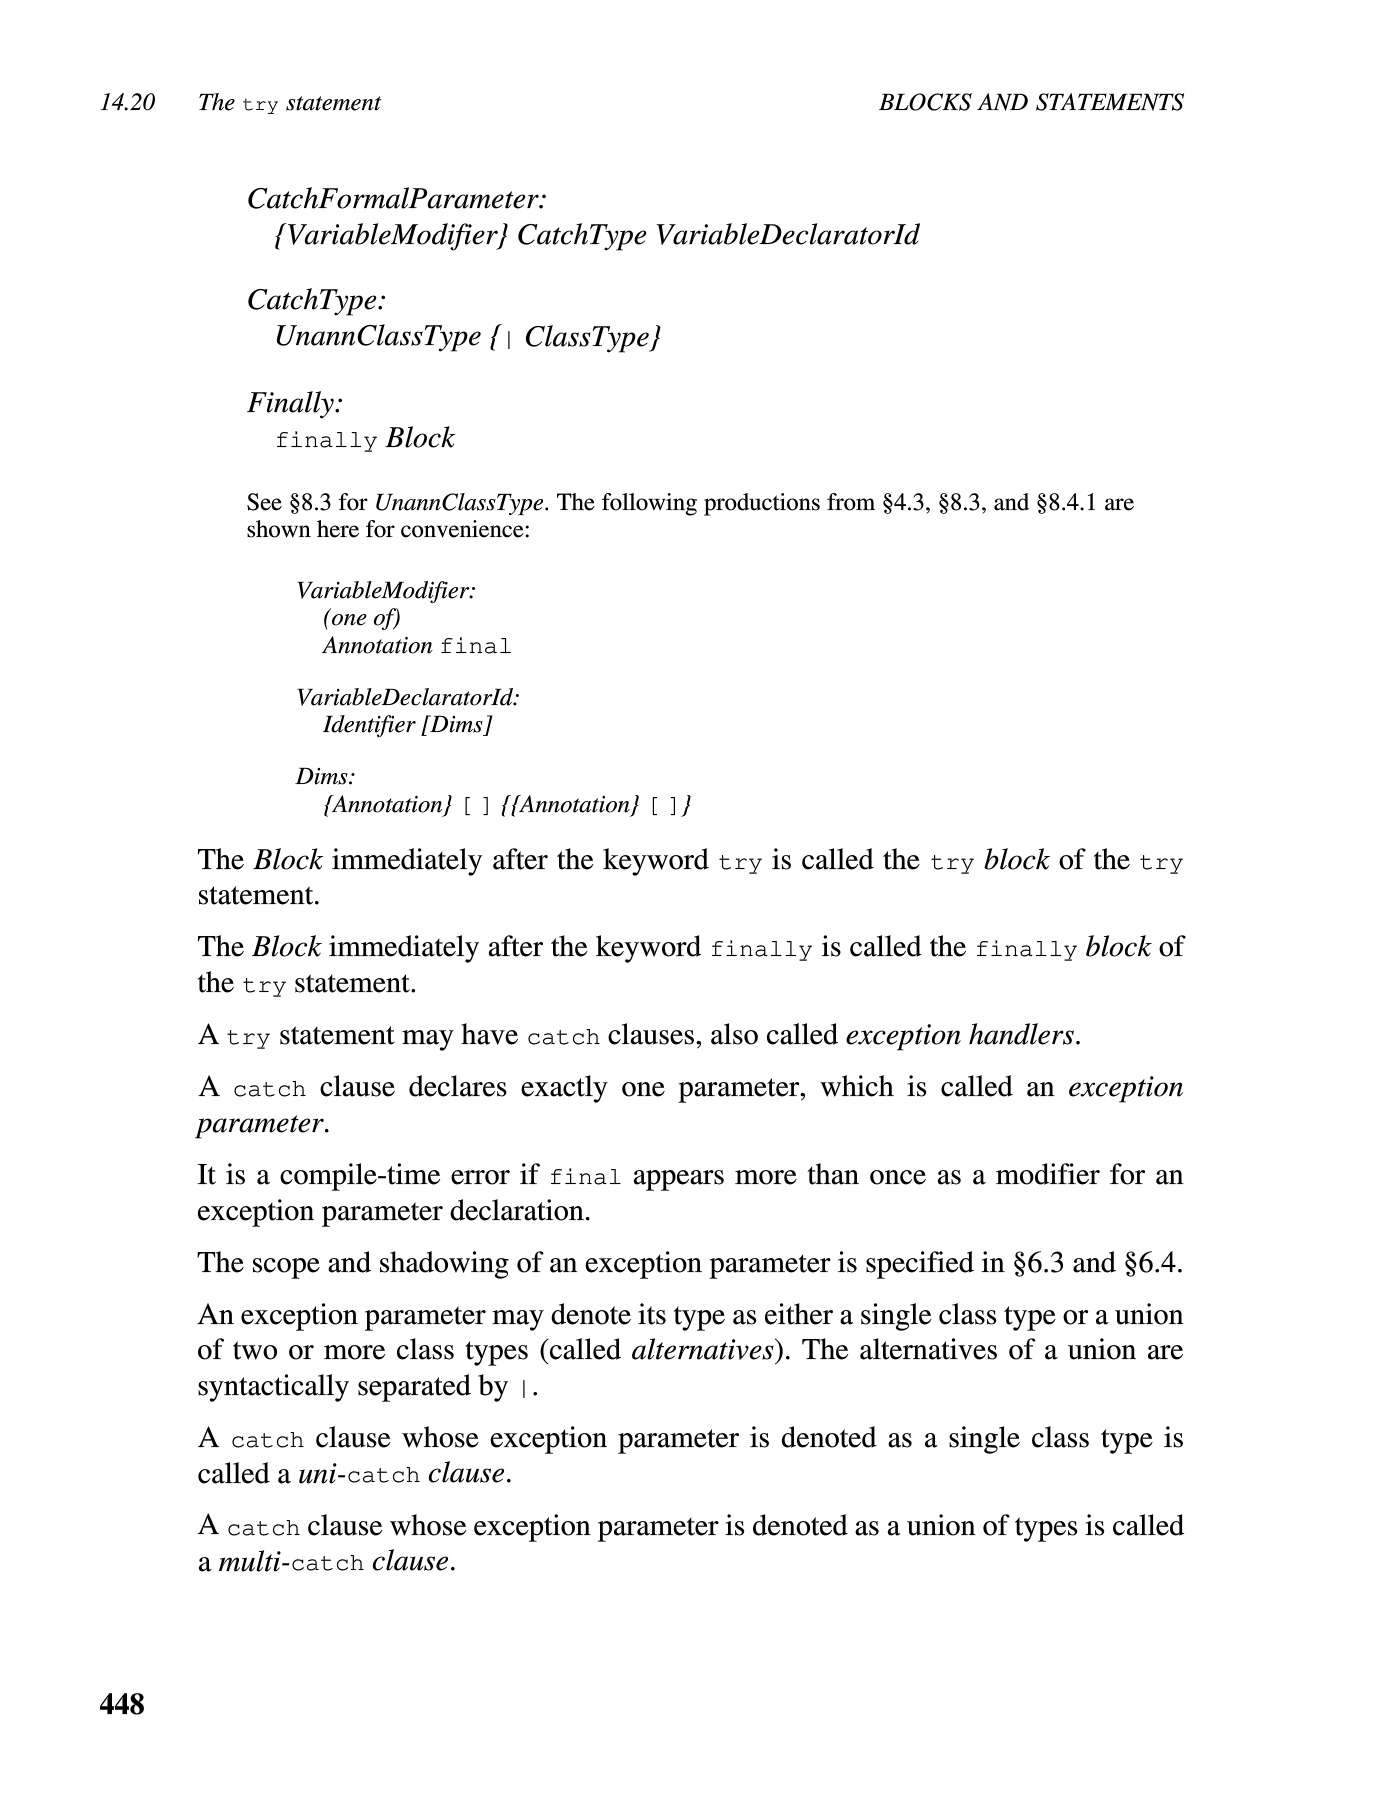 14.20 The try statement BLOCKS AND STATEMENTS
CatchFormalParameter:
{VariableModifier} CatchType VariableDeclaratorId
CatchType:
UnannClassType { | ClassType}
Finally:
finally Block
See §8.3 for UnannClassType. The following productions from §4.3, §8.3, and §8.4.1 are
shown here for convenience:
VariableModifier:
(one of)
Annotation final
VariableDeclaratorId:
Identifier [Dims]
Dims:
{Annotation} [ ] {{Annotation} [ ]}
The Block immediately after the keyword try is called the try block of the try
statement.
The Block immediately after the keyword finally is called the finally block of
the try statement.
A try statement may have catch clauses, also called exception handlers.
A catch clause declares exactly one parameter, which is called an exception
parameter.
It is a compile-time error if final appears more than once as a modifier for an
exception parameter declaration.
The scope and shadowing of an exception parameter is specified in §6.3 and §6.4.
An exception parameter may denote its type as either a single class type or a union
of two or more class types (called alternatives). The alternatives of a union are
syntactically separated by |.
A catch clause whose exception parameter is denoted as a single class type is
called a uni-catch clause.
A catch clause whose exception parameter is denoted as a union of types is called
a multi-catch clause.
448